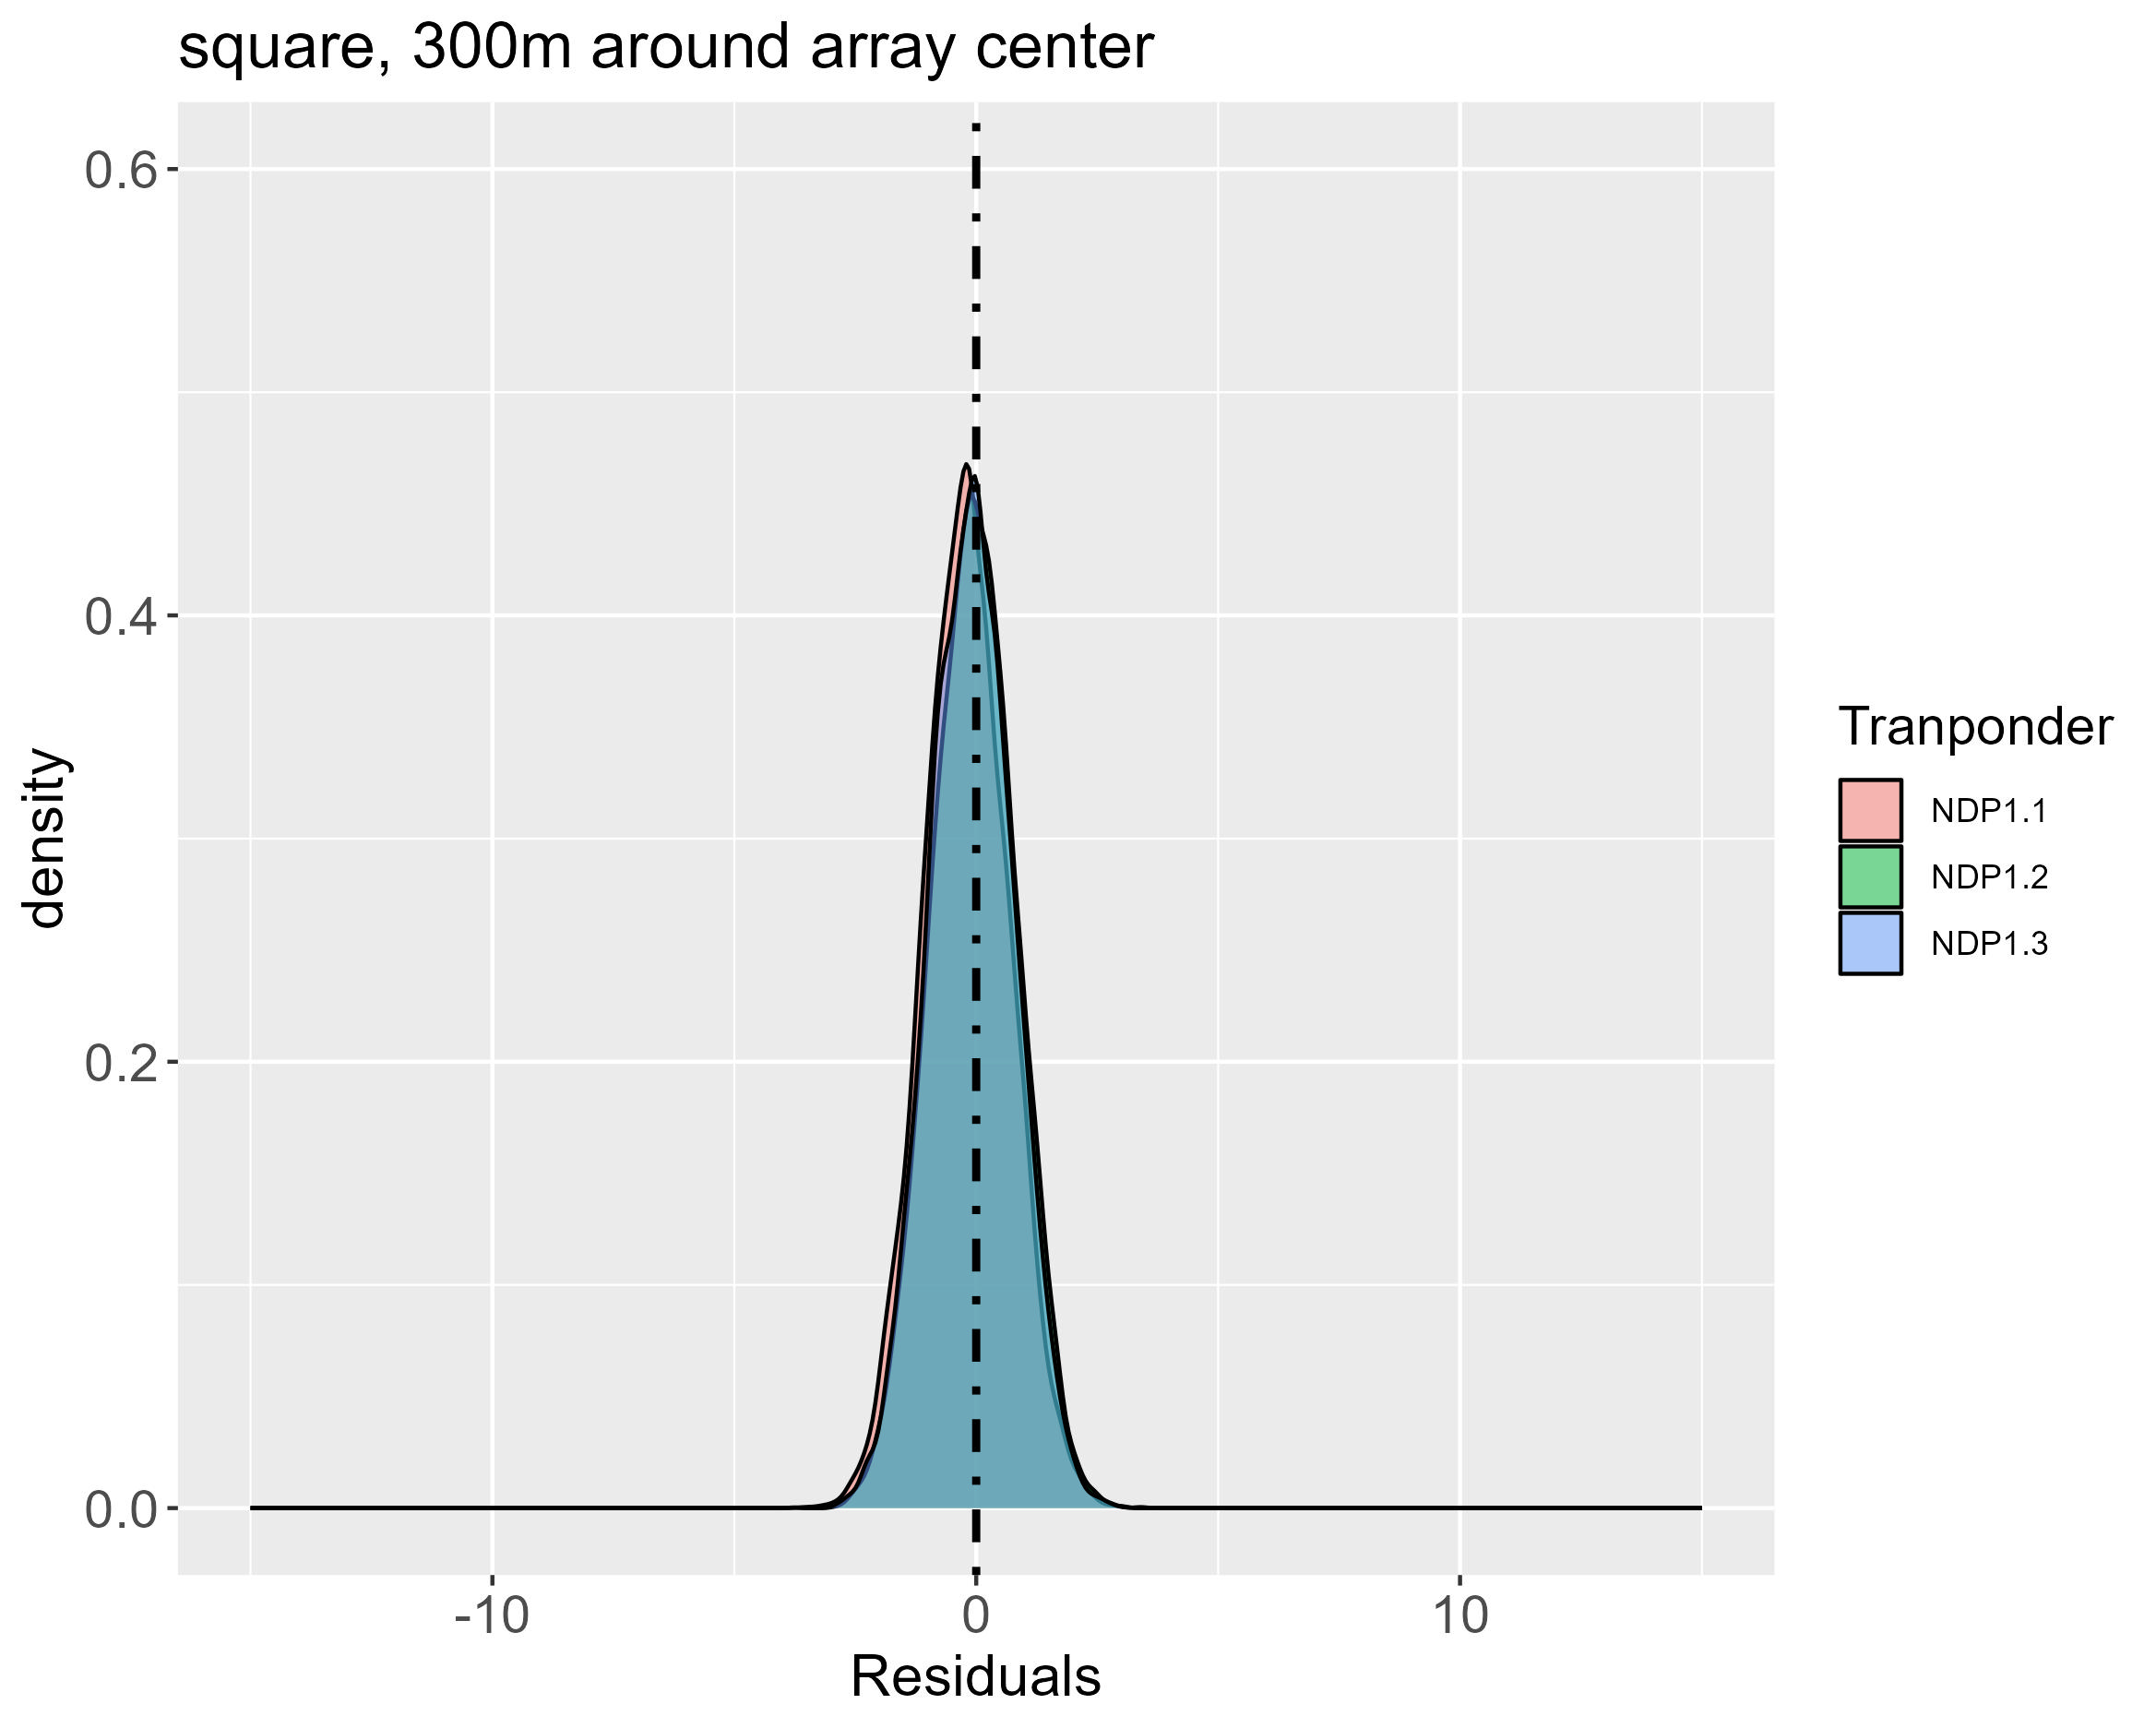 square, 300m around array center
0.6
0.4
0.2
0.0
density
-10 0 10
Residuals
Tranponder
NDP1.1
NDP1.2
NDP1.3